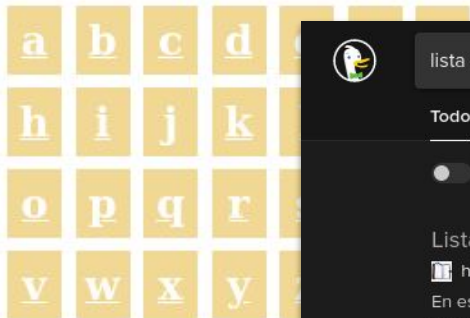 a b c d
h i j k
o p q r
v w x y
lista
Todo
Lista
h
En es